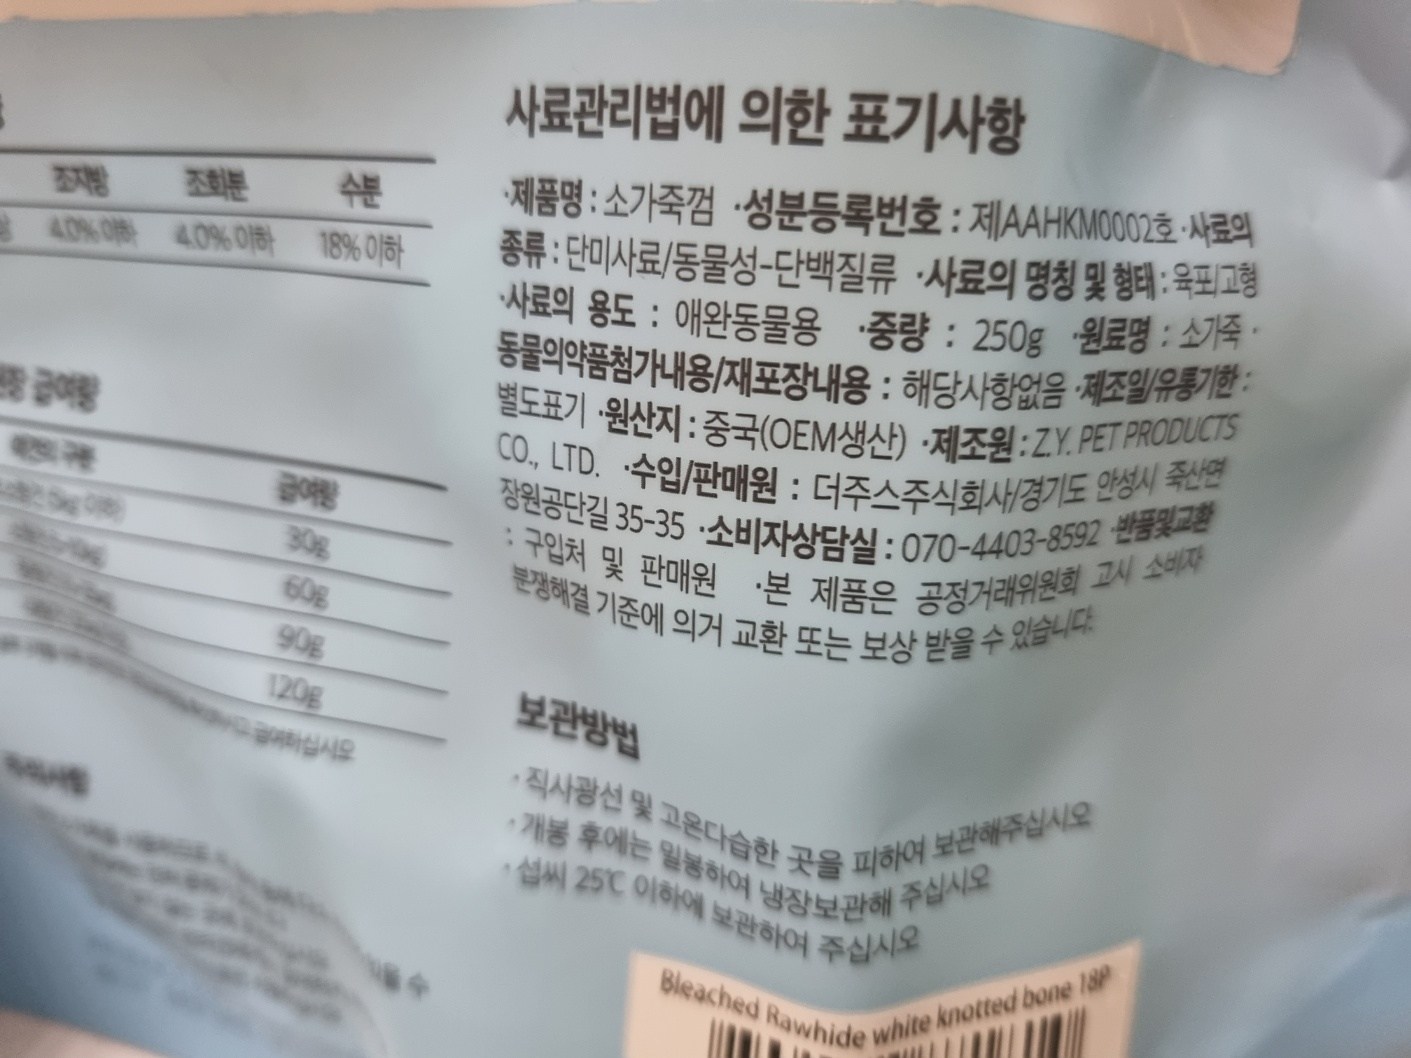 조지방 조회분 수분
4.0% 이하 4.0% 이하 18% 이하
급여량
급여량
30g
60g
90g
120g
급여하십시오
사료관리법에 의한 표기사항
·제품명 : 소가죽껌 ·성분등록번호 : 제AAHKM0002호 ·사료의
종류 : 단미사료/동물성-단백질류 ·사료의 명칭 및 형태 : 육포/고형
·사료의 용도 : 애완동물용 ·중량 : 250g ·원료명 : 소가죽 ·
동물의약품첨가내용/재포장내용 : 해당사항없음 ·제조일/유통기한 :
별도표기 ·원산지 : 중국(OEM생산) ·제조원 : Z.Y. PET PRODUCTS
CO., LTD. ·수입/판매원 : 더주스주식회사/경기도 안성시 죽산면
장원공단길 35-35 ·소비자상담실 : 070-4403-8592 ·반품및교환
: 구입처 및 판매원 ·본 제품은 공정거래위원회 고시 소비자
분쟁해결 기준에 의거 교환 또는 보상 받을 수 있습니다.
보관방법
· 직사광선 및 고온다습한 곳을 피하여 보관해주십시오
· 개봉 후에는 밀봉하여 냉장보관해 주십시오
· 섭씨 25℃ 이하에 보관하여 주십시오
Bleached Rawhide white knotted bone 18P